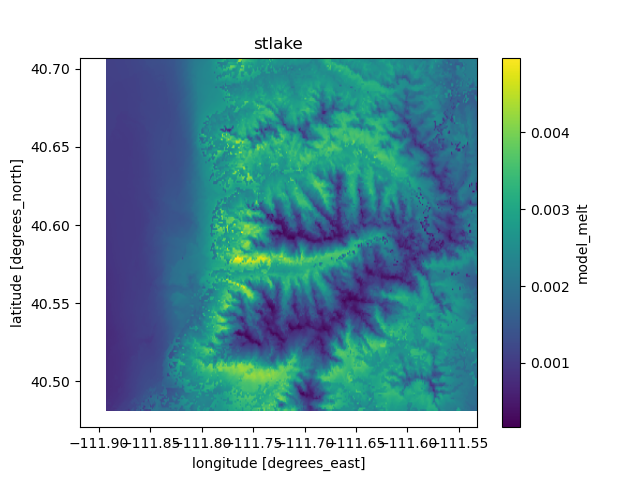 stlake
40.70
40.65
40.60
40.55
40.50
latitude [degrees_north]
−111.90−111.85−111.80−111.75−111.70−111.65−111.60−111.55
longitude [degrees_east]
0.004
0.003
0.002
0.001
model_melt